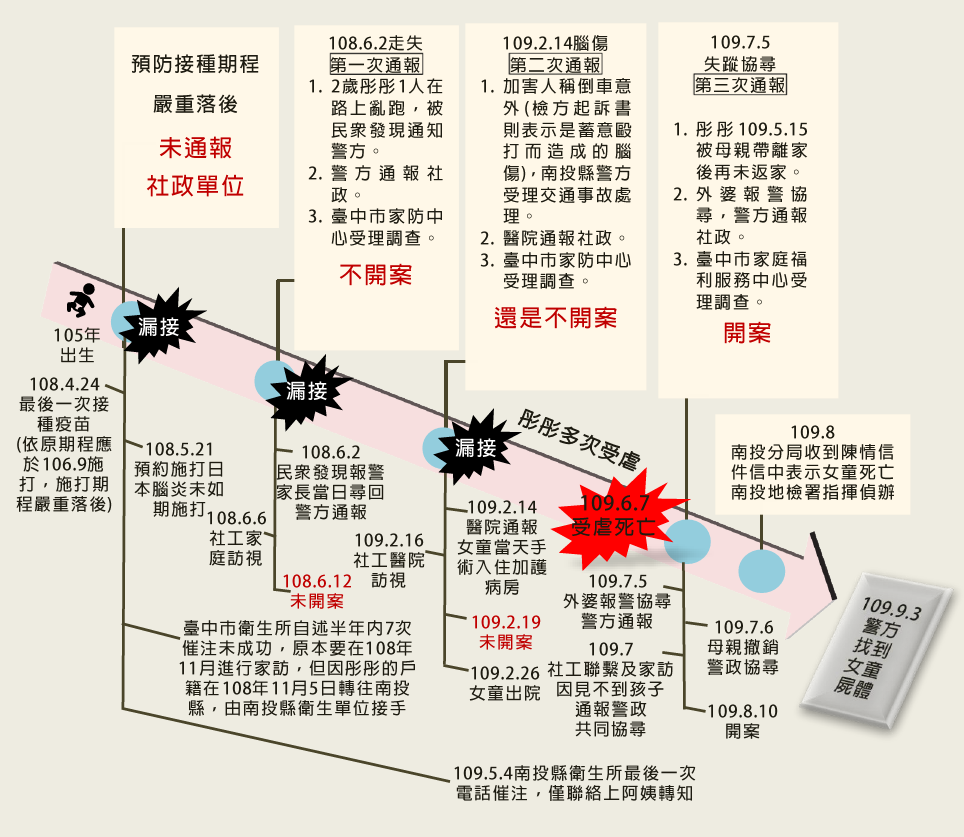 預防接種期程
嚴重落後
未通報
社政單位
108.6.2走失
第一次通報
1. 2歲彤彤1人在
路上亂跑，被
民眾發現通知
警方。
2. 警方通報社
政。
3. 臺中市家防中
心受理調查。
不開案
109.2.14腦傷
第二次通報
1. 加害人稱倒車意
外(檢方起訴書
則表示是蓄意毆
打而造成的腦
傷)，南投縣警方
受理交通事故處
理。
2. 醫院通報社政。
3. 臺中市家防中心
受理調查。
還是不開案
109.7.5
失蹤協尋
第三次通報
1. 彤彤109.5.15
被母親帶離家
後再未返家。
2. 外婆報警協
尋，警方通報
社政。
3. 臺中市家庭福
利服務中心受
理調查。
開案
105年
出生
漏接
漏接
漏接
彤彤多次受虐
109.6.7
受虐死亡
109.8
南投分局收到陳情信
件信中表示女童死亡
南投地檢署指揮偵辦
108.4.24
最後一次接
種疫苗
(依原期程應
於106.9施
打，施打期
程嚴重落後)
108.5.21
預約施打日
本腦炎未如
期施打
108.6.6
社工家
庭訪視
108.6.2
民眾發現報警
家長當日尋回
警方通報
108.6.12
未開案
109.2.16
社工醫院
訪視
109.2.14
醫院通報
女童當天手
術入住加護
病房
109.2.19
未開案
109.2.26
女童出院
109.7.5
外婆報警協尋
警方通報
109.7
社工聯繫及家訪
因見不到孩子
通報警政
共同協尋
109.7.6
母親撤銷
警政協尋
109.8.10
開案
109.9.3
警方
找到
女童
屍體
臺中市衛生所自述半年內7次
催注未成功，原本要在108年
11月進行家訪，但因彤彤的戶
籍在108年11月5日轉往南投
縣，由南投縣衛生單位接手
109.5.4南投縣衛生所最後一次
電話催注，僅聯絡上阿姨轉知